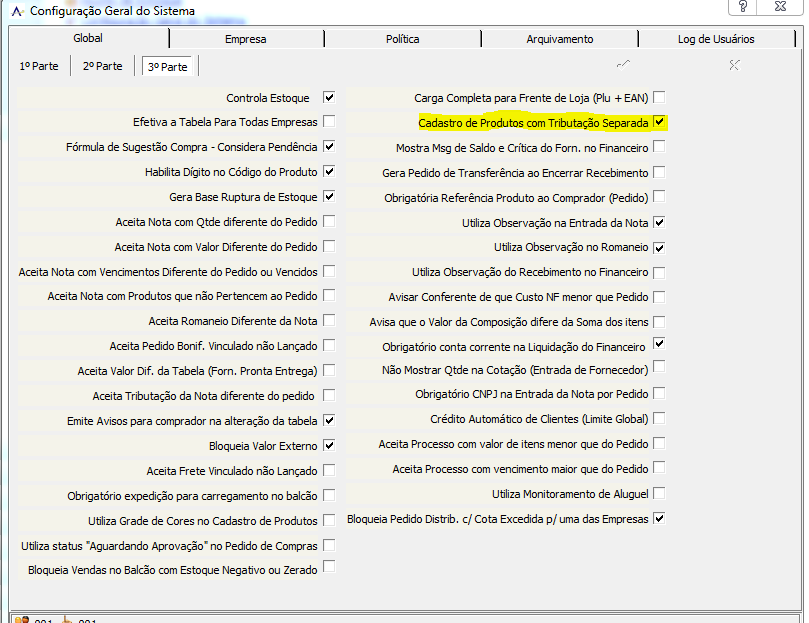 Configuração Geral do Sistema
Global
Empresa
Política
Arquivamento
Log de Usuários
1º Parte
2º Parte
3º Parte
Controla Estoque
Efetiva a Tabela Para Todas Empresas
Fórmula de Sugestão Compra - Considera Pendência
Habilita Dígito no Código do Produto
Gera Base Ruptura de Estoque
Aceita Nota com Qtde diferente do Pedido
Aceita Nota com Valor Diferente do Pedido
Aceita Nota com Vencimentos Diferente do Pedido ou Vencidos
Aceita Nota com Produtos que não Pertencem ao Pedido
Aceita Romaneio Diferente da Nota
Aceita Pedido Bonif. Vinculado não Lançado
Aceita Valor Dif. da Tabela (Forn. Pronta Entrega)
Aceita Tributação da Nota diferente do pedido
Emite Avisos para comprador na alteração da tabela
Bloqueia Valor Externo
Aceita Frete Vinculado não Lançado
Obrigatório expedição para carregamento no balcão
Utiliza Grade de Cores no Cadastro de Produtos
Utiliza status "Aguardando Aprovação" no Pedido de Compras
Bloqueia Vendas no Balcão com Estoque Negativo ou Zerado
Carga Completa para Frente de Loja (Plu + EAN)
Cadastro de Produtos com Tributação Separada
Mostra Msg de Saldo e Crítica do Forn. no Financeiro
Gera Pedido de Transferência ao Encerrar Recebimento
Obrigatória Referência Produto ao Comprador (Pedido)
Utiliza Observação na Entrada da Nota
Utiliza Observação no Romaneio
Utiliza Observação do Recebimento no Financeiro
Avisar Conferente de que Custo NF menor que Pedido
Avisa que o Valor da Composição difere da Soma dos itens
Obrigatório conta corrente na Liquidação do Financeiro
Não Mostrar Qtde na Cotação (Entrada de Fornecedor)
Obrigatório CNPJ na Entrada da Nota por Pedido
Crédito Automático de Clientes (Limite Global)
Aceita Processo com valor de itens menor que do Pedido
Aceita Processo com vencimento maior que do Pedido
Utiliza Monitoramento de Aluguel
Bloqueia Pedido Distrib. c/ Cota Excedida p/ uma das Empresas